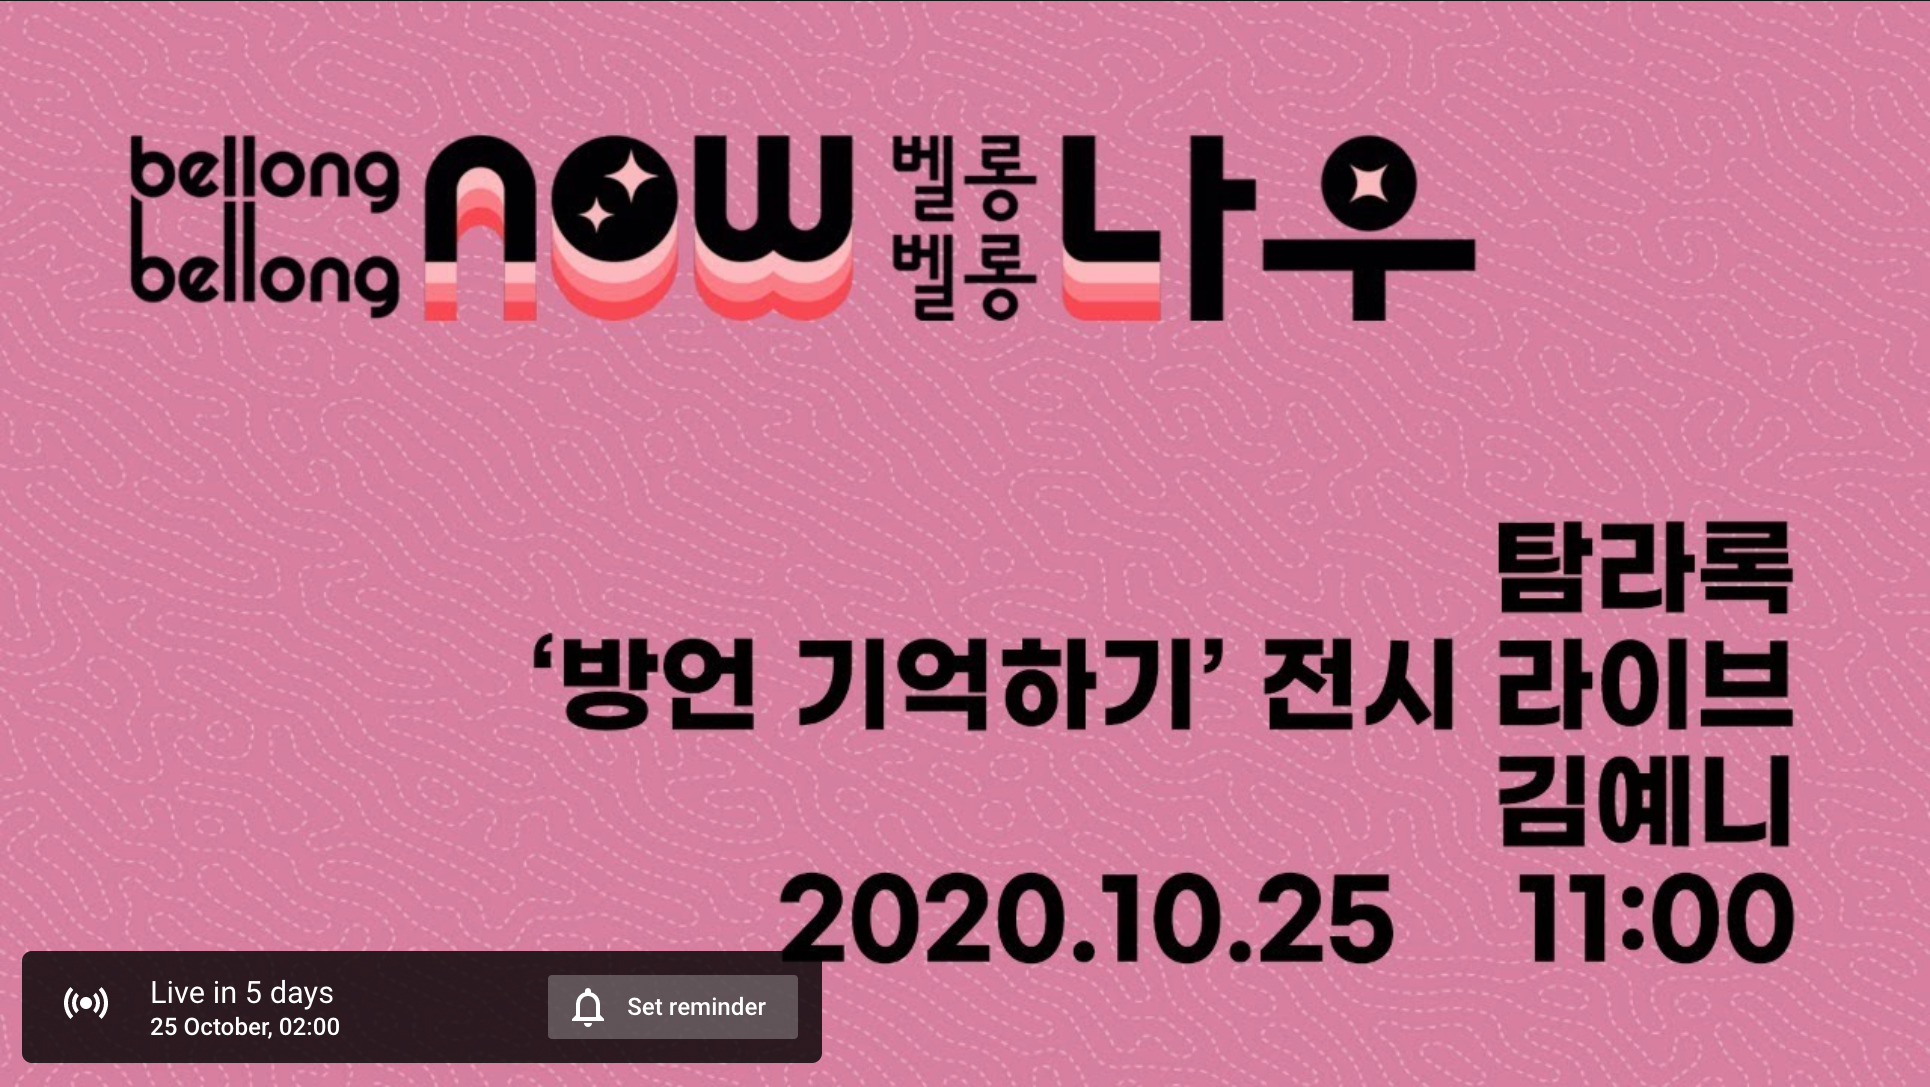 bellong
bellong
now
벨롱
벨롱
나우
탐라록
‘방언 기억하기’ 전시 라이브
김예니
2020.10.25 11:00
Live in 5 days
25 October, 02:00
Set reminder